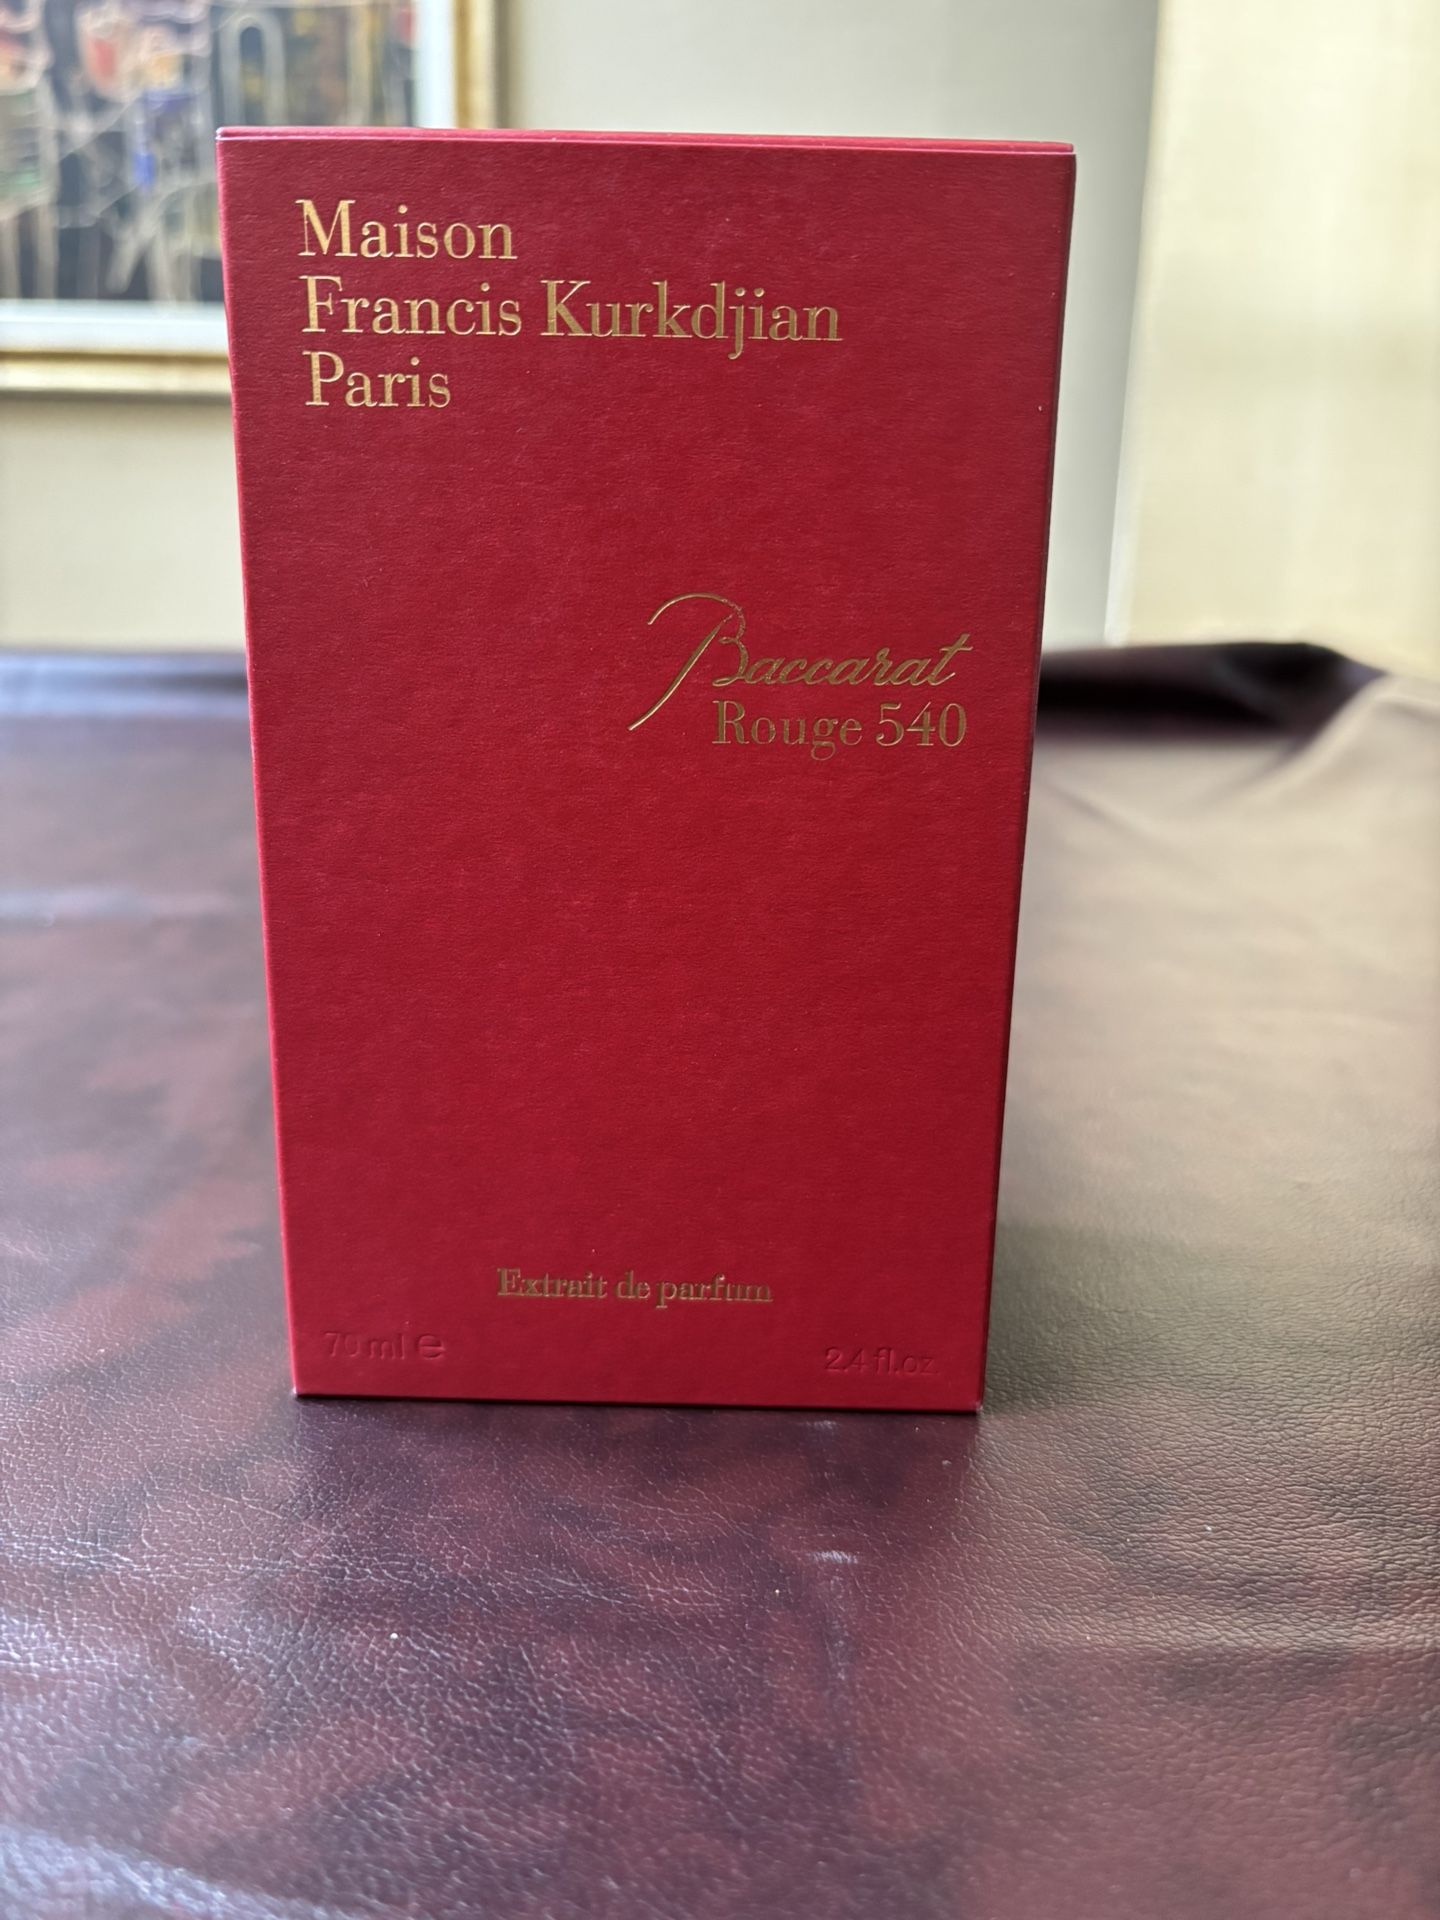 Maison
Francis Kurkdjian
Paris
Baccarat
Rouge 540
Extrait de parfum
70 ml ℮
2.4 fl.oz.